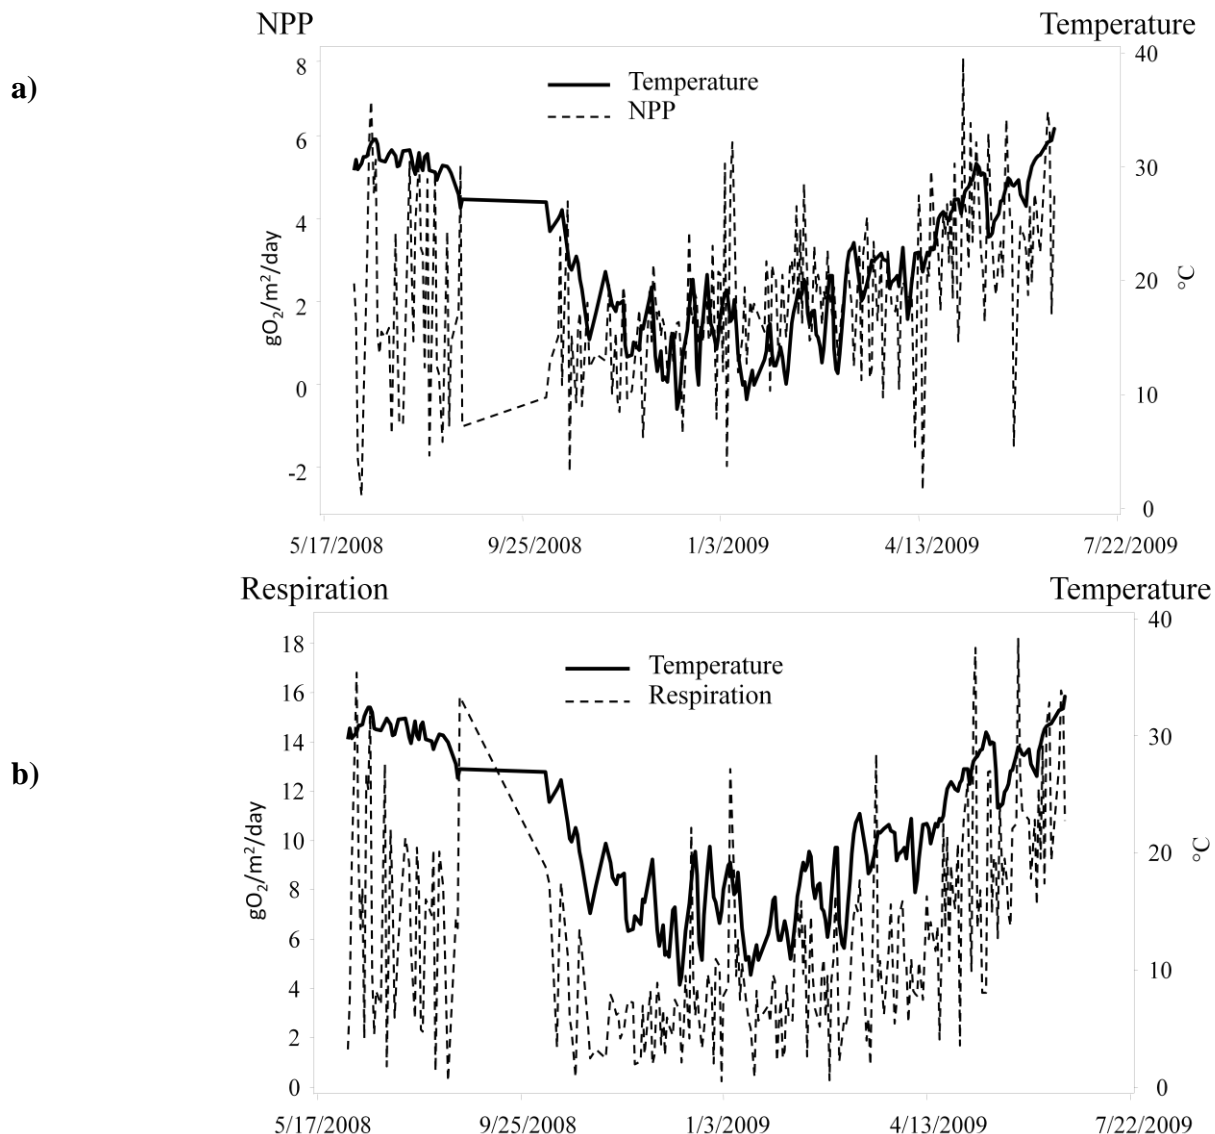 NPP Temperature
a)
8
6
4
2
0
-2
gO2/m2/day
Temperature
NPP
40
30
20
10
0
°C
5/17/2008 9/25/2008 1/3/2009 4/13/2009 7/22/2009
Respiration Temperature
b)
18
16
14
12
10
8
6
4
2
0
gO2/m2/day
Temperature
Respiration
40
30
20
10
0
°C
5/17/2008 9/25/2008 1/3/2009 4/13/2009 7/22/2009